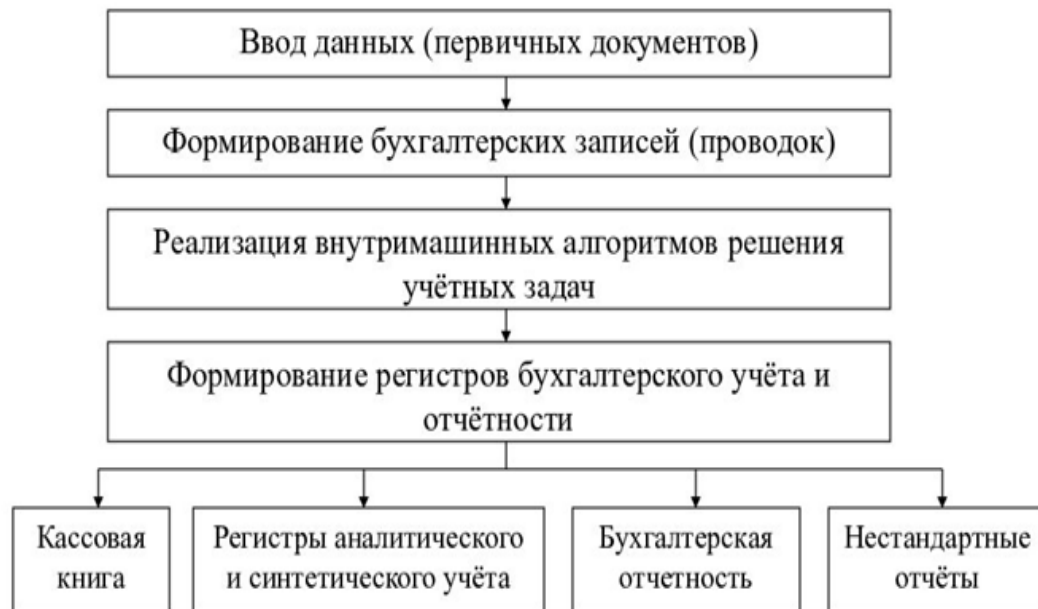 Ввод данных (первичных документов)
Формирование бухгалтерских записей (проводок)
Реализация внутримашинных алгоритмов решения
учётных задач
Формирование регистров бухгалтерского учёта и
отчётности
Кассовая
книга
Регистры аналитического
и синтетического учёта
Бухгалтерская
отчетность
Нестандартные
отчёты